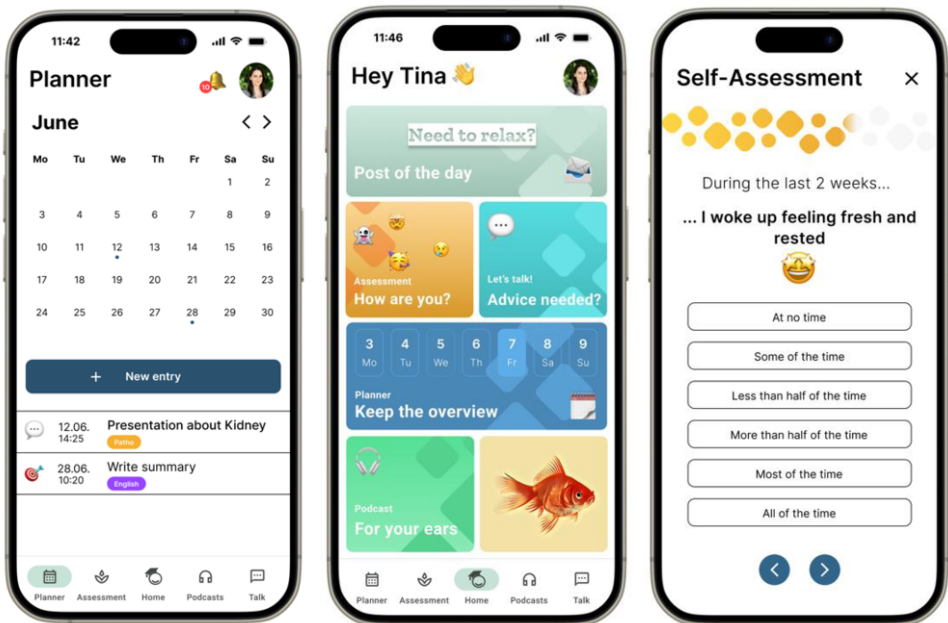 11:42
Planner
10
June
Mo Tu We Th Fr Sa Su
1 2
3 4 5 6 7 8 9
10 11 12 13 14 15 16
17 18 19 20 21 22 23
24 25 26 27 28 29 30
+ New entry
12.06. Presentation about Kidney
14:25 Patho
28.06. Write summary
10:20 English
Planner Assessment Home Podcasts Talk
11:46
Hey Tina
Need to relax?
Post of the day
Assessment
How are you?
Let's talk!
Advice needed?
3 4 5 6 7 8 9
Mo Tu We Th Fr Sa Su
Planner
Keep the overview
Podcast
For your ears
Planner Assessment Home Podcasts Talk
Self-Assessment
During the last 2 weeks...
... I woke up feeling fresh and
rested
At no time
Some of the time
Less than half of the time
More than half of the time
Most of the time
All of the time